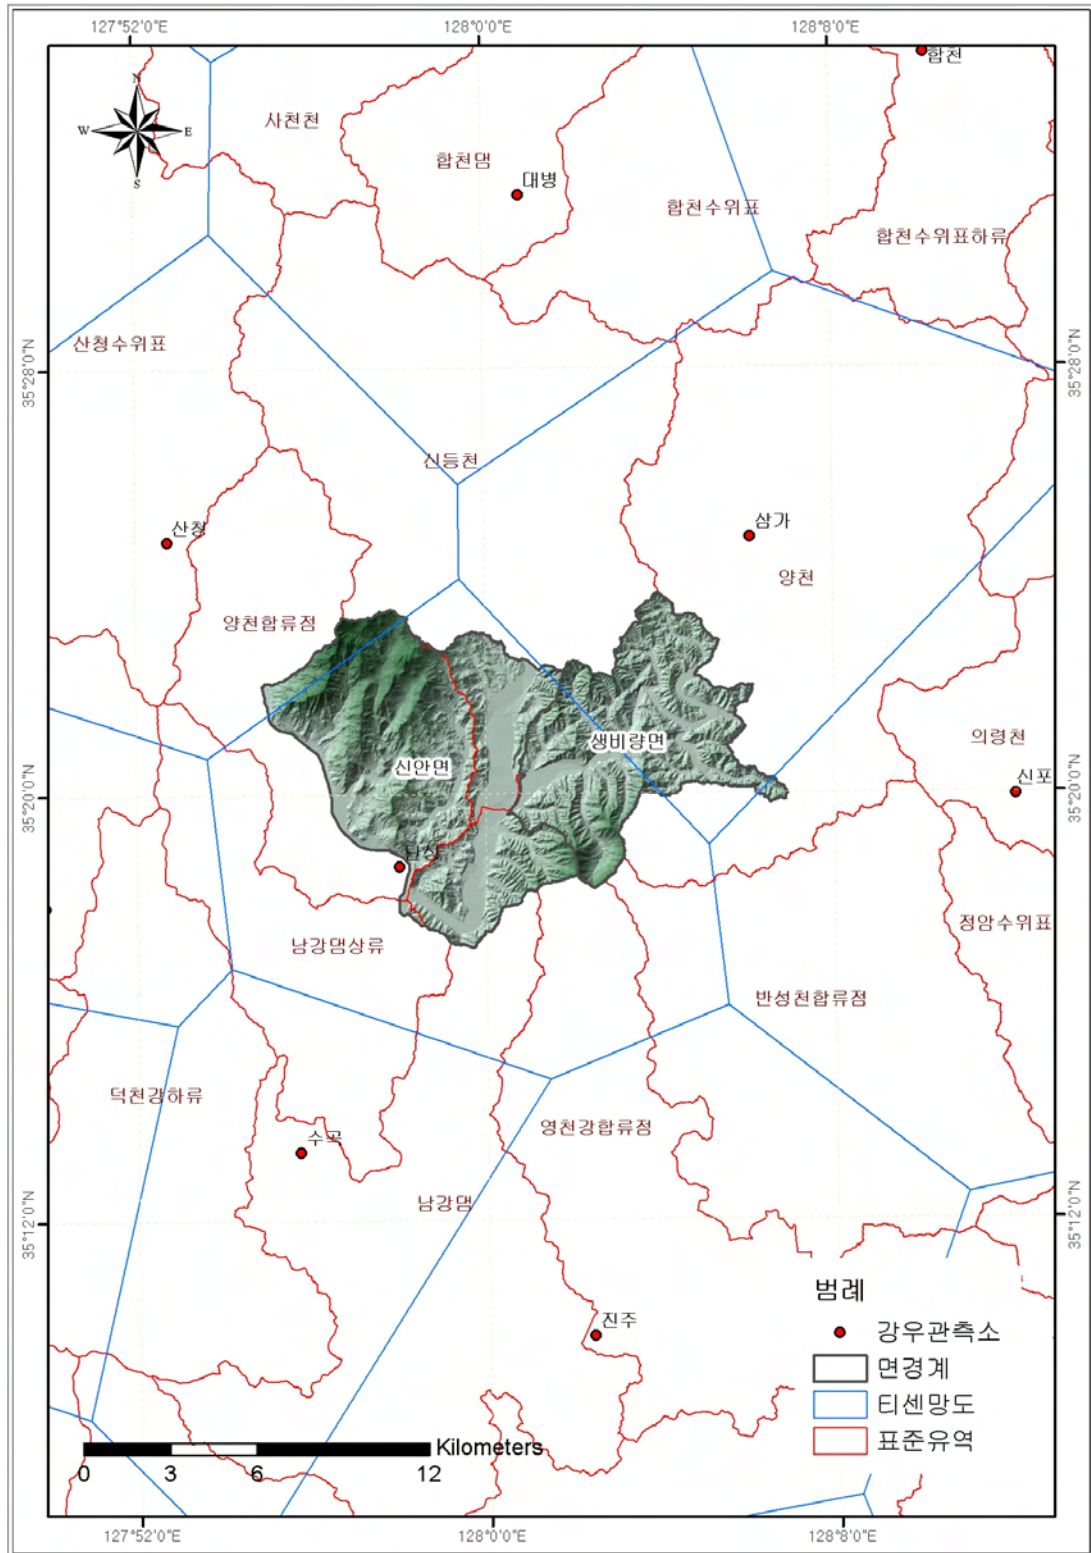 127°52'0"E
128°0'0"E
128°8'0"E
합천
N
W
E
S
사천천
합천댐
대병
합천수위표
합천수위표하류
산청수위표
35°28'0"N
35°28'0"N
신등천
산청
삼가
양천
양천합류점
생비량면
신안면
의령천
신포
35°20'0"N
35°20'0"N
단성
정암수위표
남강댐상류
반성천합류점
덕천강하류
영천강합류점
수곡
남강댐
35°12'0"N
35°12'0"N
진주
범례
강우관측소
면경계
티센망도
표준유역
Kilometers
0
3
6
12
127°52'0"E
128°0'0"E
128°8'0"E